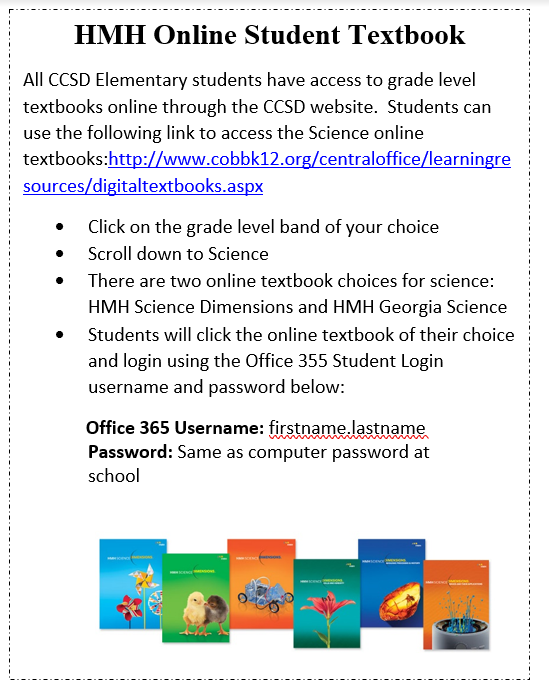 HMH Online Student Textbook
All CCSD Elementary students have access to grade level
textbooks online through the CCSD website.  Students can
use the following link to access the Science online
textbooks:http://www.cobbk12.org/centraloffice/learningre
sources/digitaltextbooks.aspx
• Click on the grade level band of your choice
• Scroll down to Science
• There are two online textbook choices for science:
HMH Science Dimensions and HMH Georgia Science
• Students will click the online textbook of their choice
and login using the Office 355 Student Login
username and password below:
Office 365 Username: firstname.lastname
Password: Same as computer password at
school